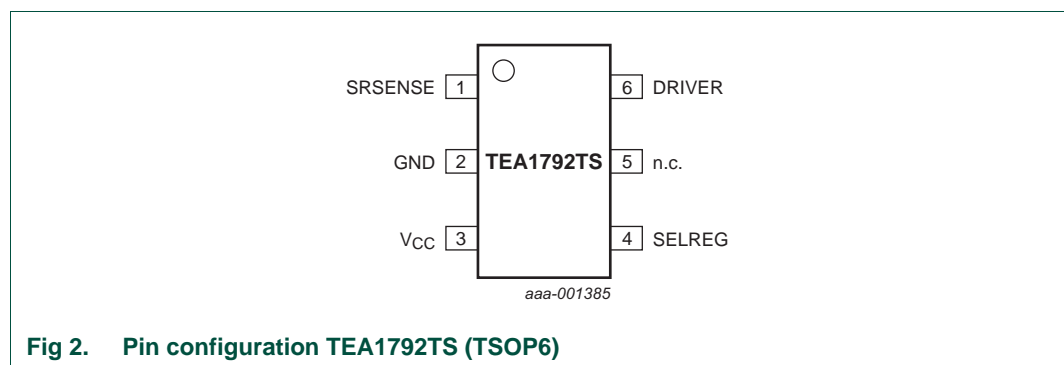 SRSENSE 1 6 DRIVER
GND 2 TEA1792TS 5 n.c.
VCC 3 4 SELREG
aaa-001385
Fig 2. Pin configuration TEA1792TS (TSOP6)